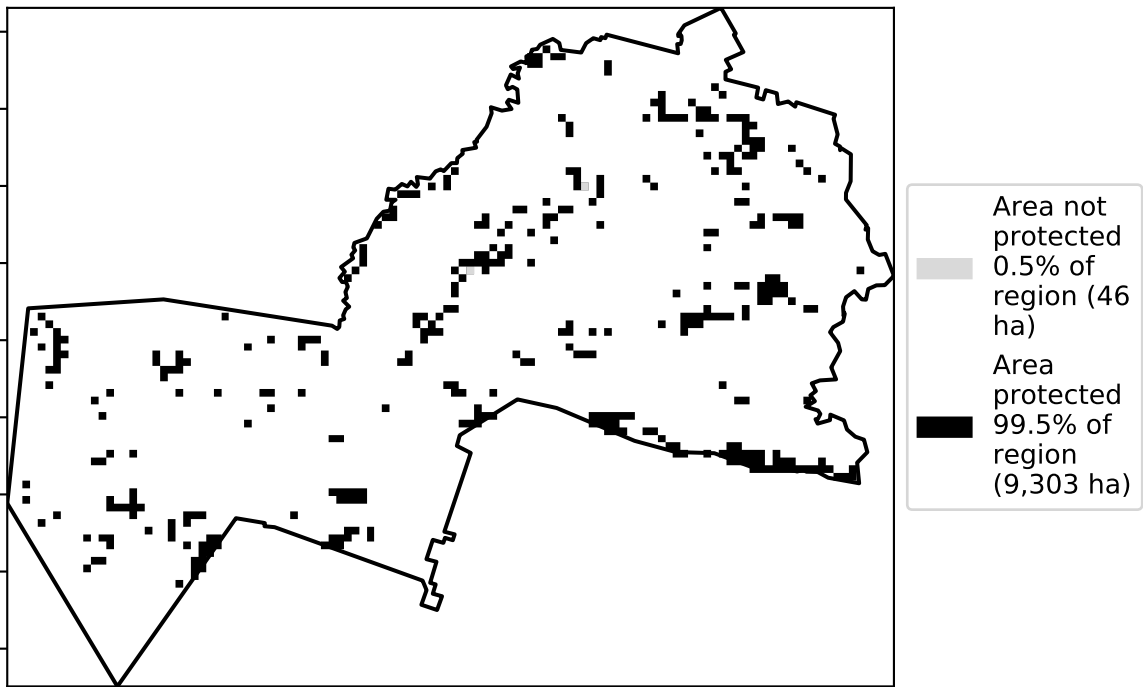 Area not
protected
0.5% of
region (46
ha)
Area
protected
99.5% of
region
(9,303 ha)